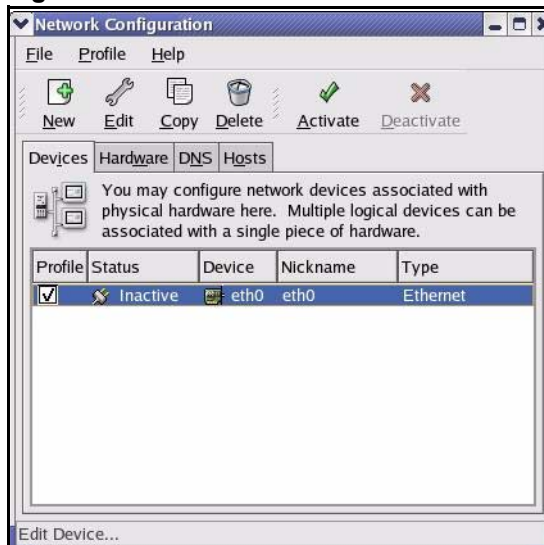 Network Configuration
File Profile Help
New Edit Copy Delete Activate Deactivate
Devices Hardware DNS Hosts
You may configure network devices associated with
physical hardware here. Multiple logical devices can be
associated with a single piece of hardware.
Profile Status Device Nickname Type
Inactive eth0 eth0 Ethernet
Edit Device...